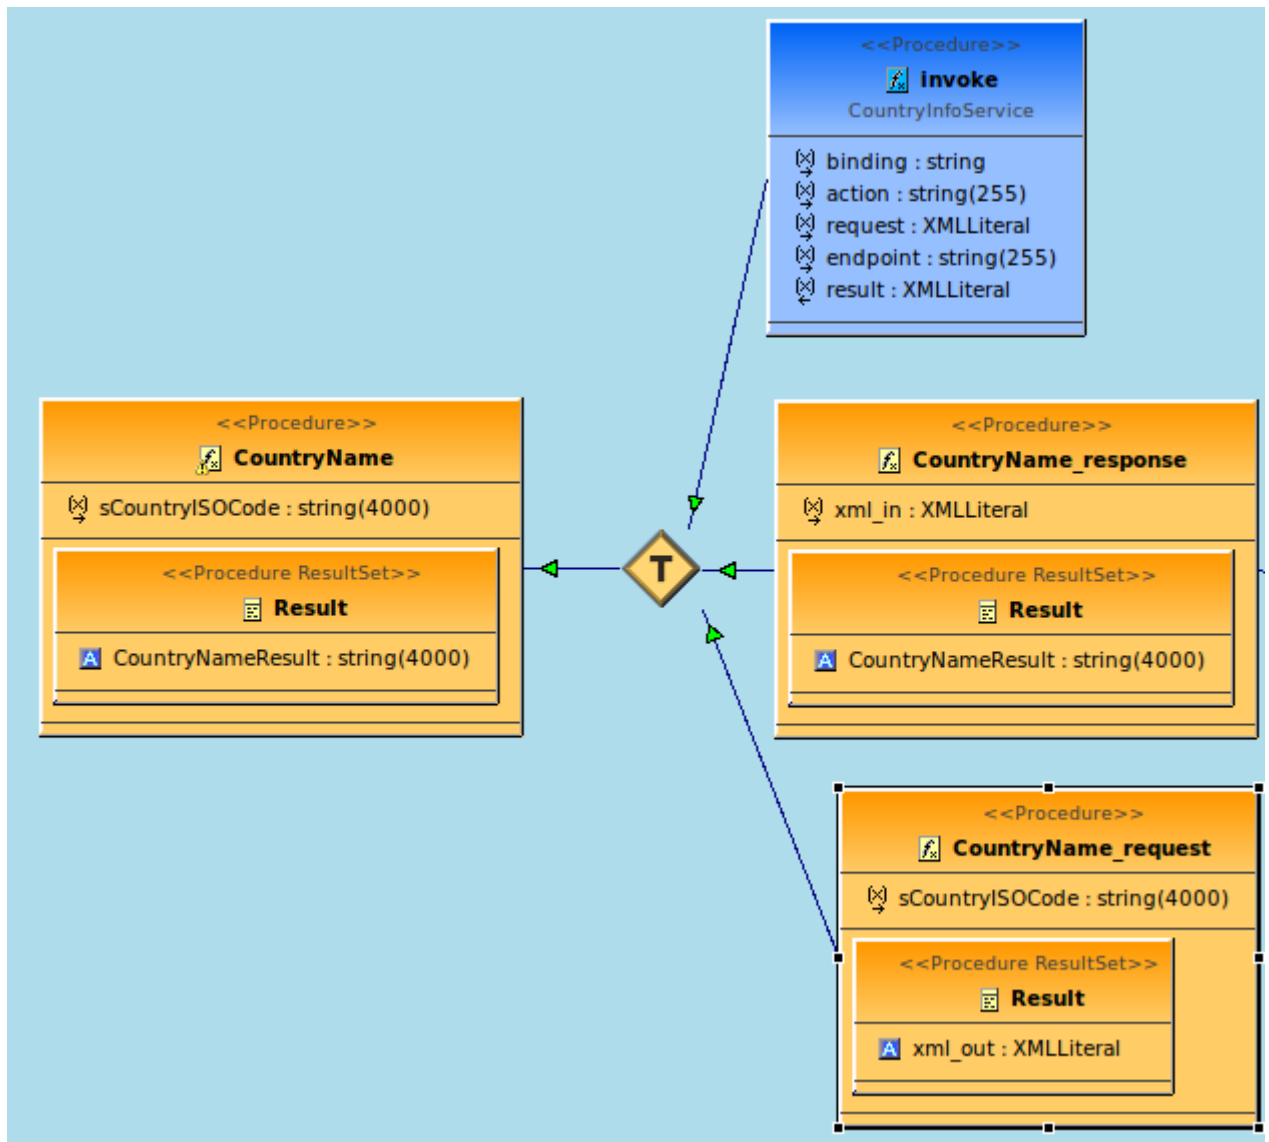 <<Procedure>>
invoke
CountryInfoService
binding : string
action : string(255)
request : XMLLiteral
endpoint : string(255)
result : XMLLiteral
<<Procedure>>
CountryName
sCountryISOCode : string(4000)
<<Procedure ResultSet>>
Result
CountryNameResult : string(4000)
T
<<Procedure>>
CountryName_response
xml_in : XMLLiteral
<<Procedure ResultSet>>
Result
CountryNameResult : string(4000)
<<Procedure>>
CountryName_request
sCountryISOCode : string(4000)
<<Procedure ResultSet>>
Result
xml_out : XMLLiteral